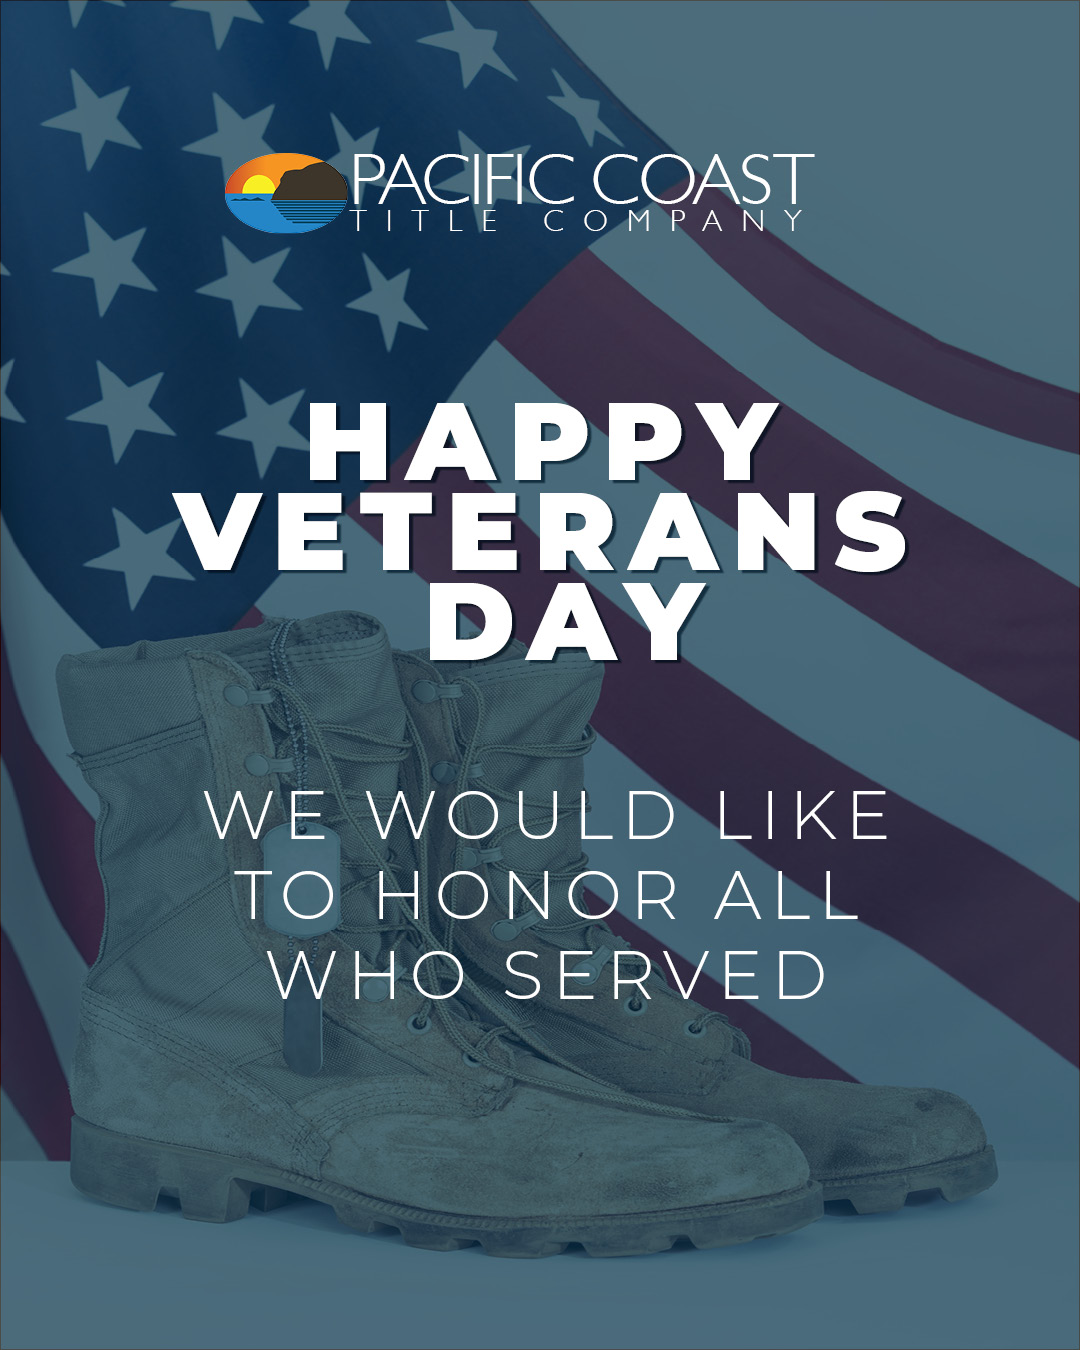 PACIFIC COAST
TITLE COMPANY
HAPPY
VETERANS
DAY
WE WOULD LIKE
TO HONOR ALL
WHO SERVED